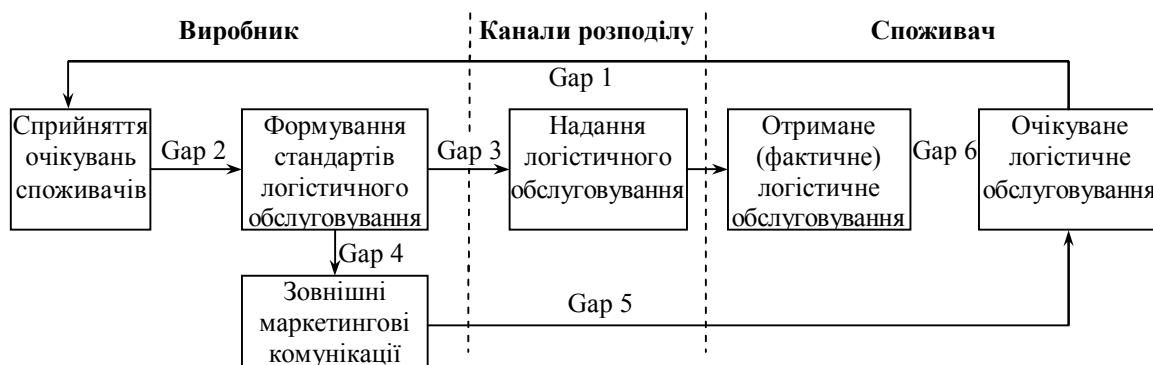 Виробник
Канали розподілу
Споживач
Gap 1
Сприйняття
очікувань
споживачів
Gap 2
Формування
стандартів
логістичного
обслуговування
Gap 3
Надання
логістичного
обслуговування
Отримане
(фактичне)
логістичне
обслуговування
Gap 6
Очікуване
логістичне
обслуговування
Gap 4
Зовнішні
маркетингові
комунікації
Gap 5